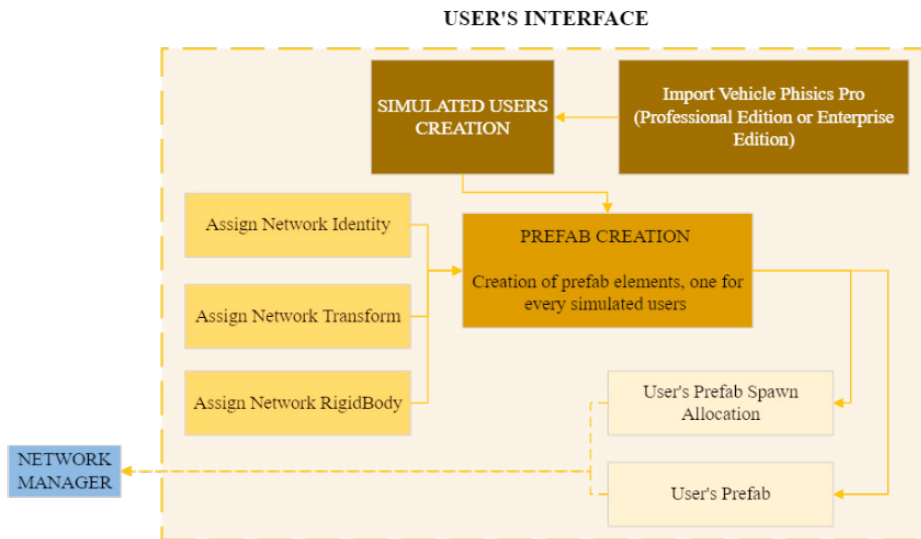 USER'S INTERFACE
SIMULATED USERS
CREATION
Import Vehicle Phisics Pro
(Professional Edition or Enterprise
Edition)
Assign Network Identity
PREFAB CREATION
Creation of prefab elements, one for
every simulated users
Assign Network Transform
Assign Network RigidBody
User's Prefab Spawn
Allocation
NETWORK
MANAGER
User's Prefab